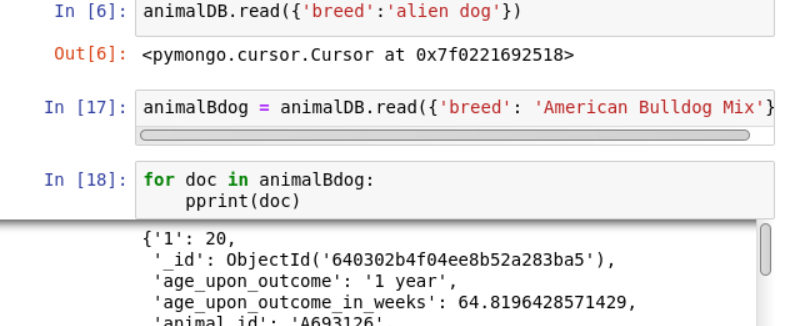 In [6]: animalDB.read({'breed':'alien dog'})
Out[6]: <pymongo.cursor.Cursor at 0x7f0221692518>
In [17]: animalBdog = animalDB.read({'breed': 'American Bulldog Mix'}
In [18]: for doc in animalBdog:
pprint(doc)
{'1': 20,
'_id': ObjectId('640302b4f04ee8b52a283ba5'),
'age_upon_outcome': '1 year',
'age_upon_outcome_in_weeks': 64.8196428571429,
'animal_id': 'A693126'